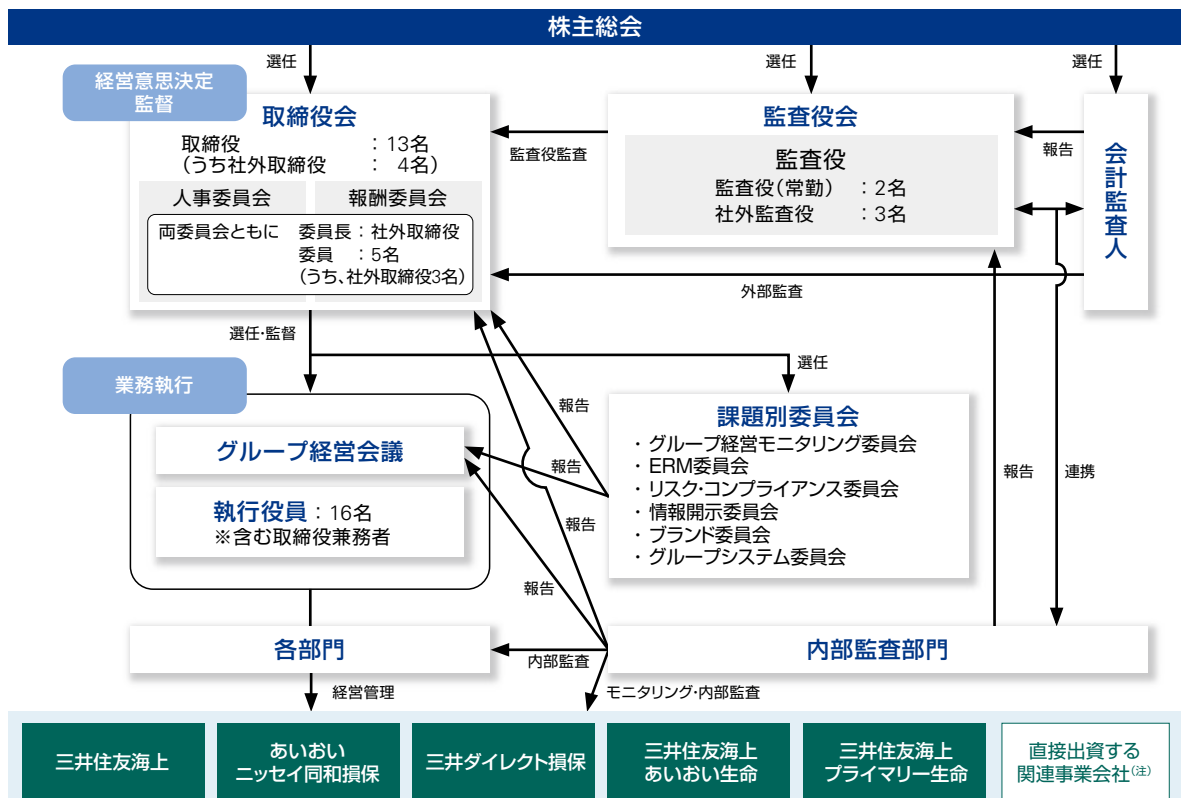 株主総会
選任
選任
選任
経営意思決定
監督
取締役会
取締役 : 13名
(うち社外取締役 : 4名)
人事委員会
報酬委員会
両委員会ともに 委員長:社外取締役
委員 :5名
(うち、社外取締役3名)
監査役監査
監査役会
監査役
監査役(常勤) :2名
社外監査役 :3名
報告
会計監査人
外部監査
選任・監督
選任
業務執行
グループ経営会議
執行役員:16名
※含む取締役兼務者
報告
報告
報告
報告
課題別委員会
・グループ経営モニタリング委員会
・ERM委員会
・リスク・コンプライアンス委員会
・情報開示委員会
・ブランド委員会
・グループシステム委員会
報告
連携
各部門
内部監査
内部監査部門
経営管理
モニタリング・内部監査
三井住友海上
あいおい
ニッセイ同和損保
三井ダイレクト損保
三井住友海上
あいおい生命
三井住友海上
プライマリー生命
直接出資する
関連事業会社(注)